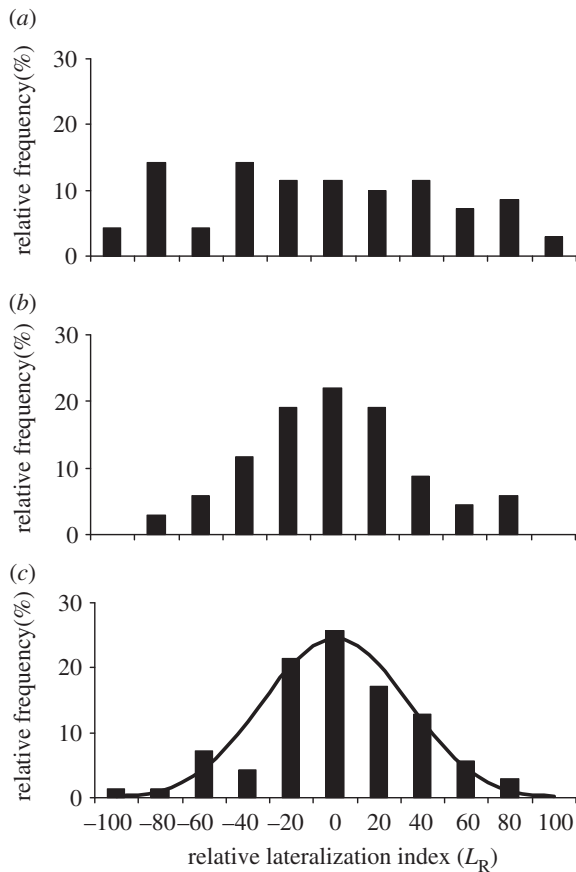 (a)
relative frequency(%)
30
20
10
0
(b)
relative frequency(%)
30
20
10
0
(c)
relative frequency(%)
30
20
10
0
–100 –80 –60 –40 –20 0 20 40 60 80 100
relative lateralization index (LR)